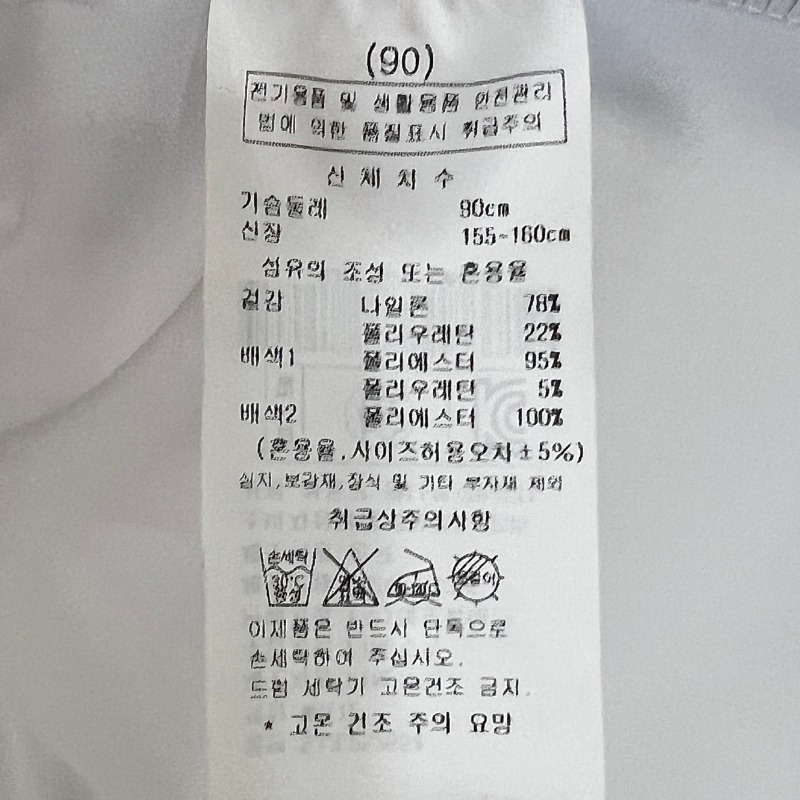 (90)
전기용품 및 생활용품 안전관리
법에 의한 품질표시 취급주의
신 체 치 수
가슴둘레 90cm
신장 155~160cm
섬유의 조성 또는 혼용율
겉감 나일론 78%
폴리우레탄 22%
배색1 폴리에스터 95%
폴리우레탄 5%
배색2 폴리에스터 100%
(혼용율,사이즈허용오차±5%)
심지,보강재,장식 및 기타 부자재 제외
취급상주의사항
손세탁
30℃
중성
이제품은 반드시 단독으로
손세탁하여 주십시오.
드럼 세탁기 고온건조 금지.
* 고온 건조 주의 요망